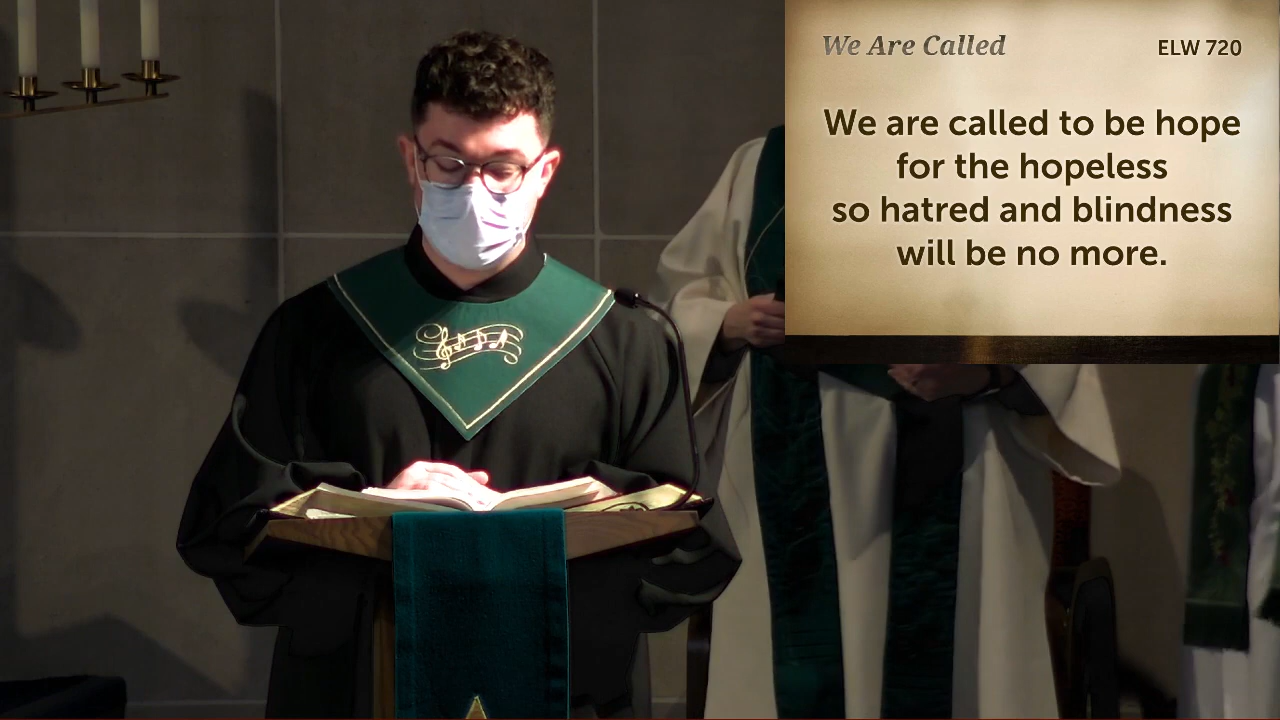 We Are Called
ELW 720
We are called to be hope
for the hopeless
so hatred and blindness
will be no more.